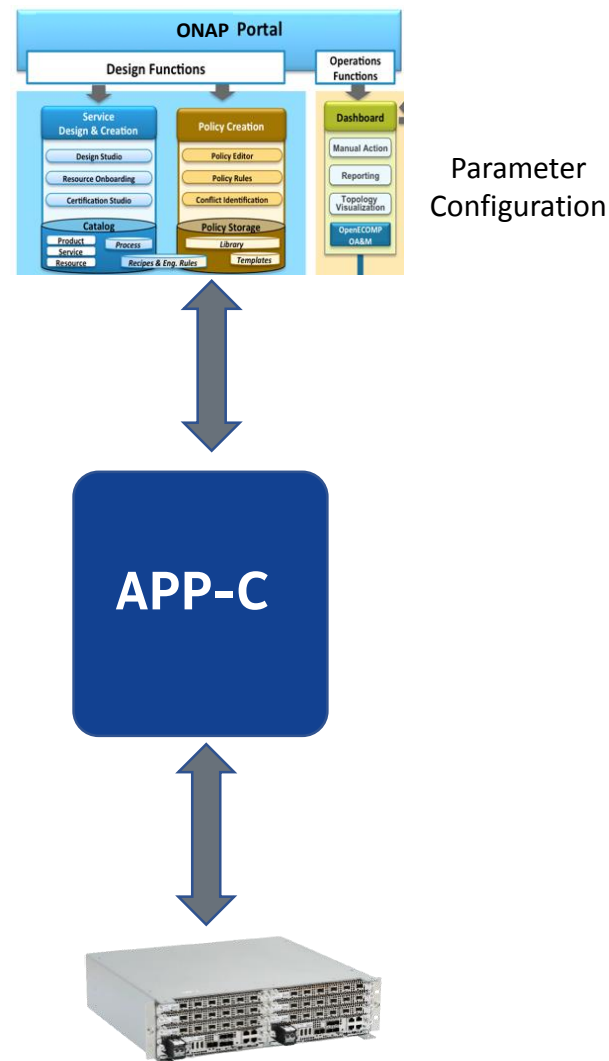 ONAP Portal
Design Functions
Operations
Functions
Service
Design & Creation
Design Studio
Resource Onboarding
Certification Studio
Catalog
Product
Service
Resource
Process
Recipes & Eng. Rules
Policy Creation
Policy Editor
Policy Rules
Conflict Identification
Policy Storage
Library
Templates
Dashboard
Manual Action
Reporting
Topology
Visualization
OpenECOMP
OA&M
Parameter
Configuration
APP-C